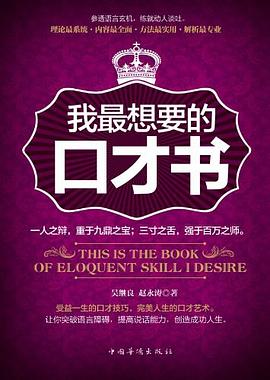 参透语言玄机，练就动人谈吐。
理论最系统·内容最全面·方法最实用·解析最专业
我最想要的
口才书
一人之辩，重于九鼎之宝；三寸之舌，强于百万之师。
THIS IS THE BOOK
OF ELOQUENT SKILL I DESIRE
吴继良 赵永涛◎著
受益一生的口才技巧，完美人生的口才艺术。
让你突破语言障碍，提高说话能力，创造成功人生。
中国华侨出版社